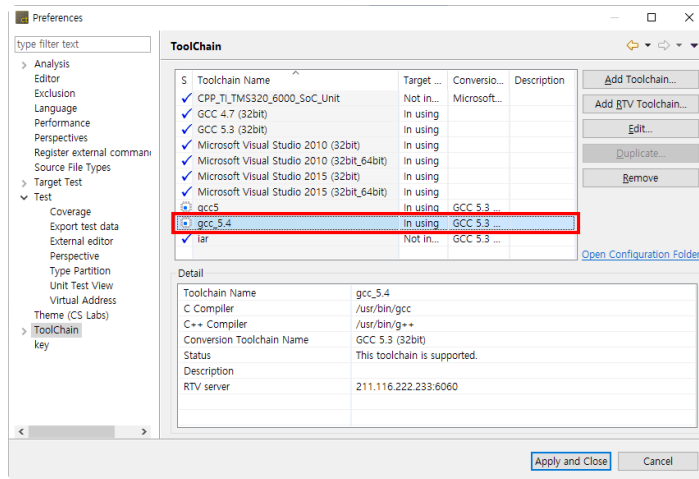 Preferences
type filter text
Analysis
Editor
Exclusion
Language
Performance
Perspectives
Register external comman
Source File Types
Target Test
Test
Coverage
Export test data
External editor
Perspective
Type Partition
Unit Test View
Virtual Address
Theme (CS Labs)
ToolChain
key
ToolChain
S Toolchain Name Target ... Conversio... Description
CPP_TI_TMS320_6000_SoC_Unit Not in... Microsoft...
GCC 4.7 (32bit) In using
GCC 5.3 (32bit) In using
Microsoft Visual Studio 2010 (32bit) In using
Microsoft Visual Studio 2010 (32bit_64bit) In using
Microsoft Visual Studio 2015 (32bit) In using
Microsoft Visual Studio 2015 (32bit_64bit) In using
gcc5 In using GCC 5.3 ...
gcc_5.4 In using GCC 5.3 ...
iar Not in... GCC 5.3 ...
Add Toolchain...
Add RTV Toolchain...
Edit...
Duplicate...
Remove
Open Configuration Folder
Detail
Toolchain Name gcc_5.4
C Compiler /usr/bin/gcc
C++ Compiler /usr/bin/g++
Conversion Toolchain Name GCC 5.3 (32bit)
Status This toolchain is supported.
Description
RTV server 211.116.222.233:6060
Apply and Close Cancel